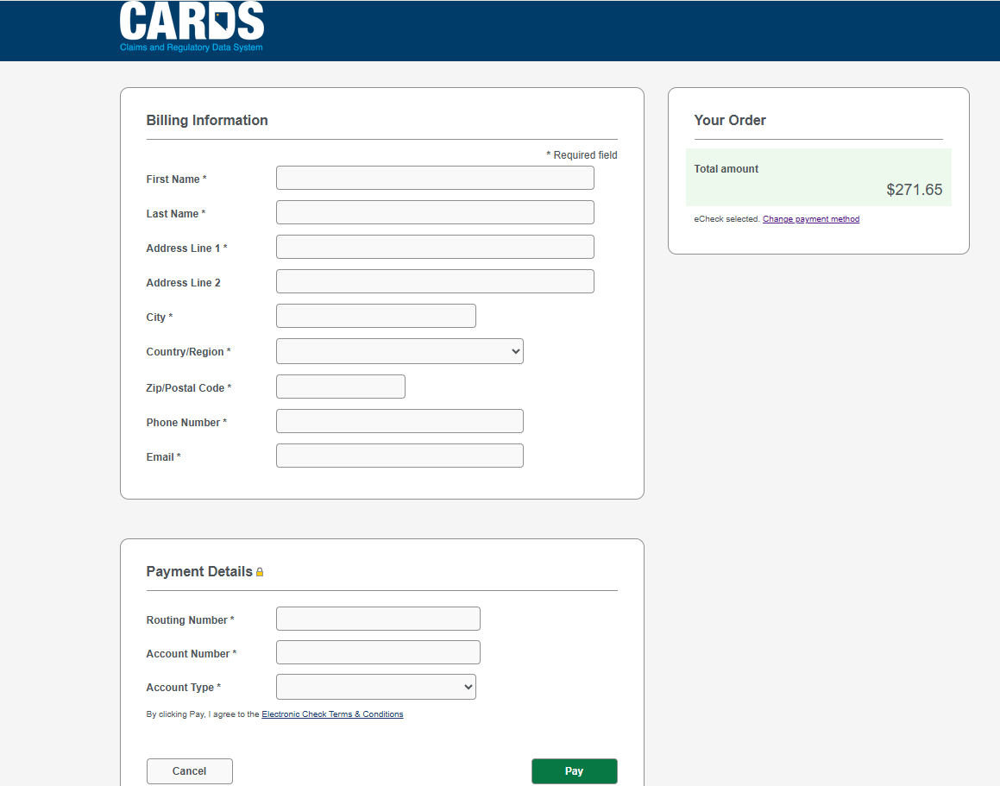 CARDS
Claims and Regulatory Data System
Billing Information
* Required field
First Name *
Last Name *
Address Line 1 *
Address Line 2
City *
Country/Region *
Zip/Postal Code *
Phone Number *
Email *
Your Order
Total amount
$271.65
eCheck selected. Change payment method
Payment Details
Routing Number *
Account Number *
Account Type *
By clicking Pay, I agree to the Electronic Check Terms & Conditions
Cancel
Pay